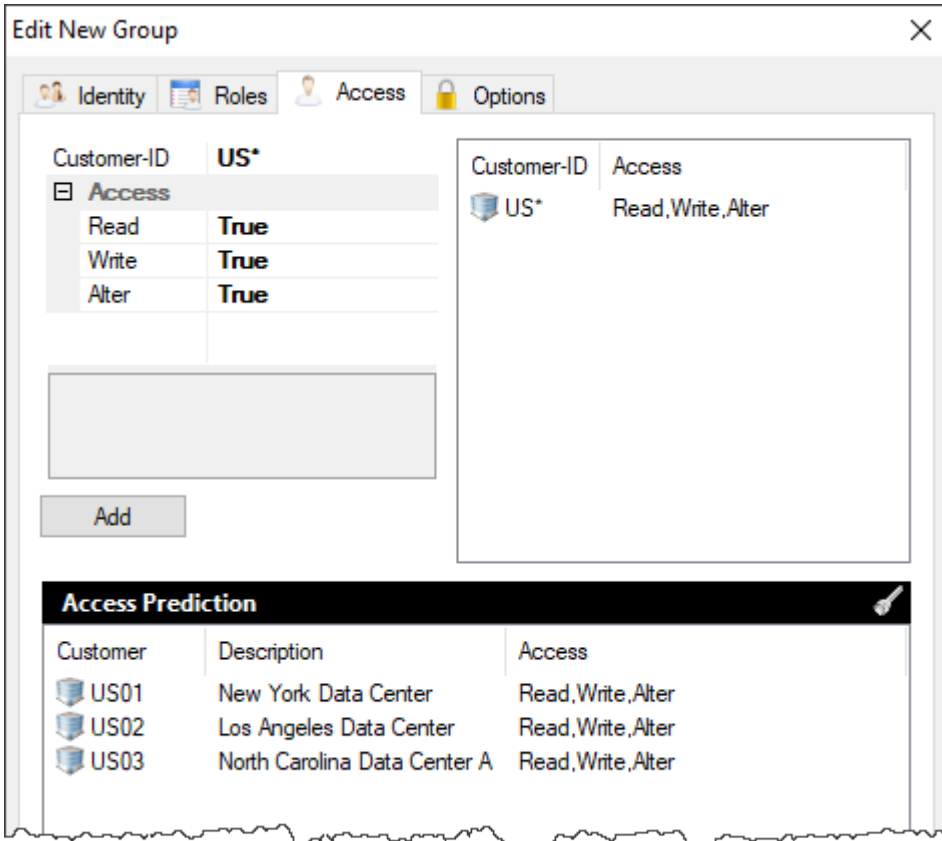 Edit New Group
Identity Roles Access Options
Customer-ID US*
Access
Read True
Write True
Alter True
Add
Customer-ID Access
US* Read,Write,Alter
Access Prediction
Customer Description Access
US01 New York Data Center Read,Write,Alter
US02 Los Angeles Data Center Read,Write,Alter
US03 North Carolina Data Center A Read,Write,Alter